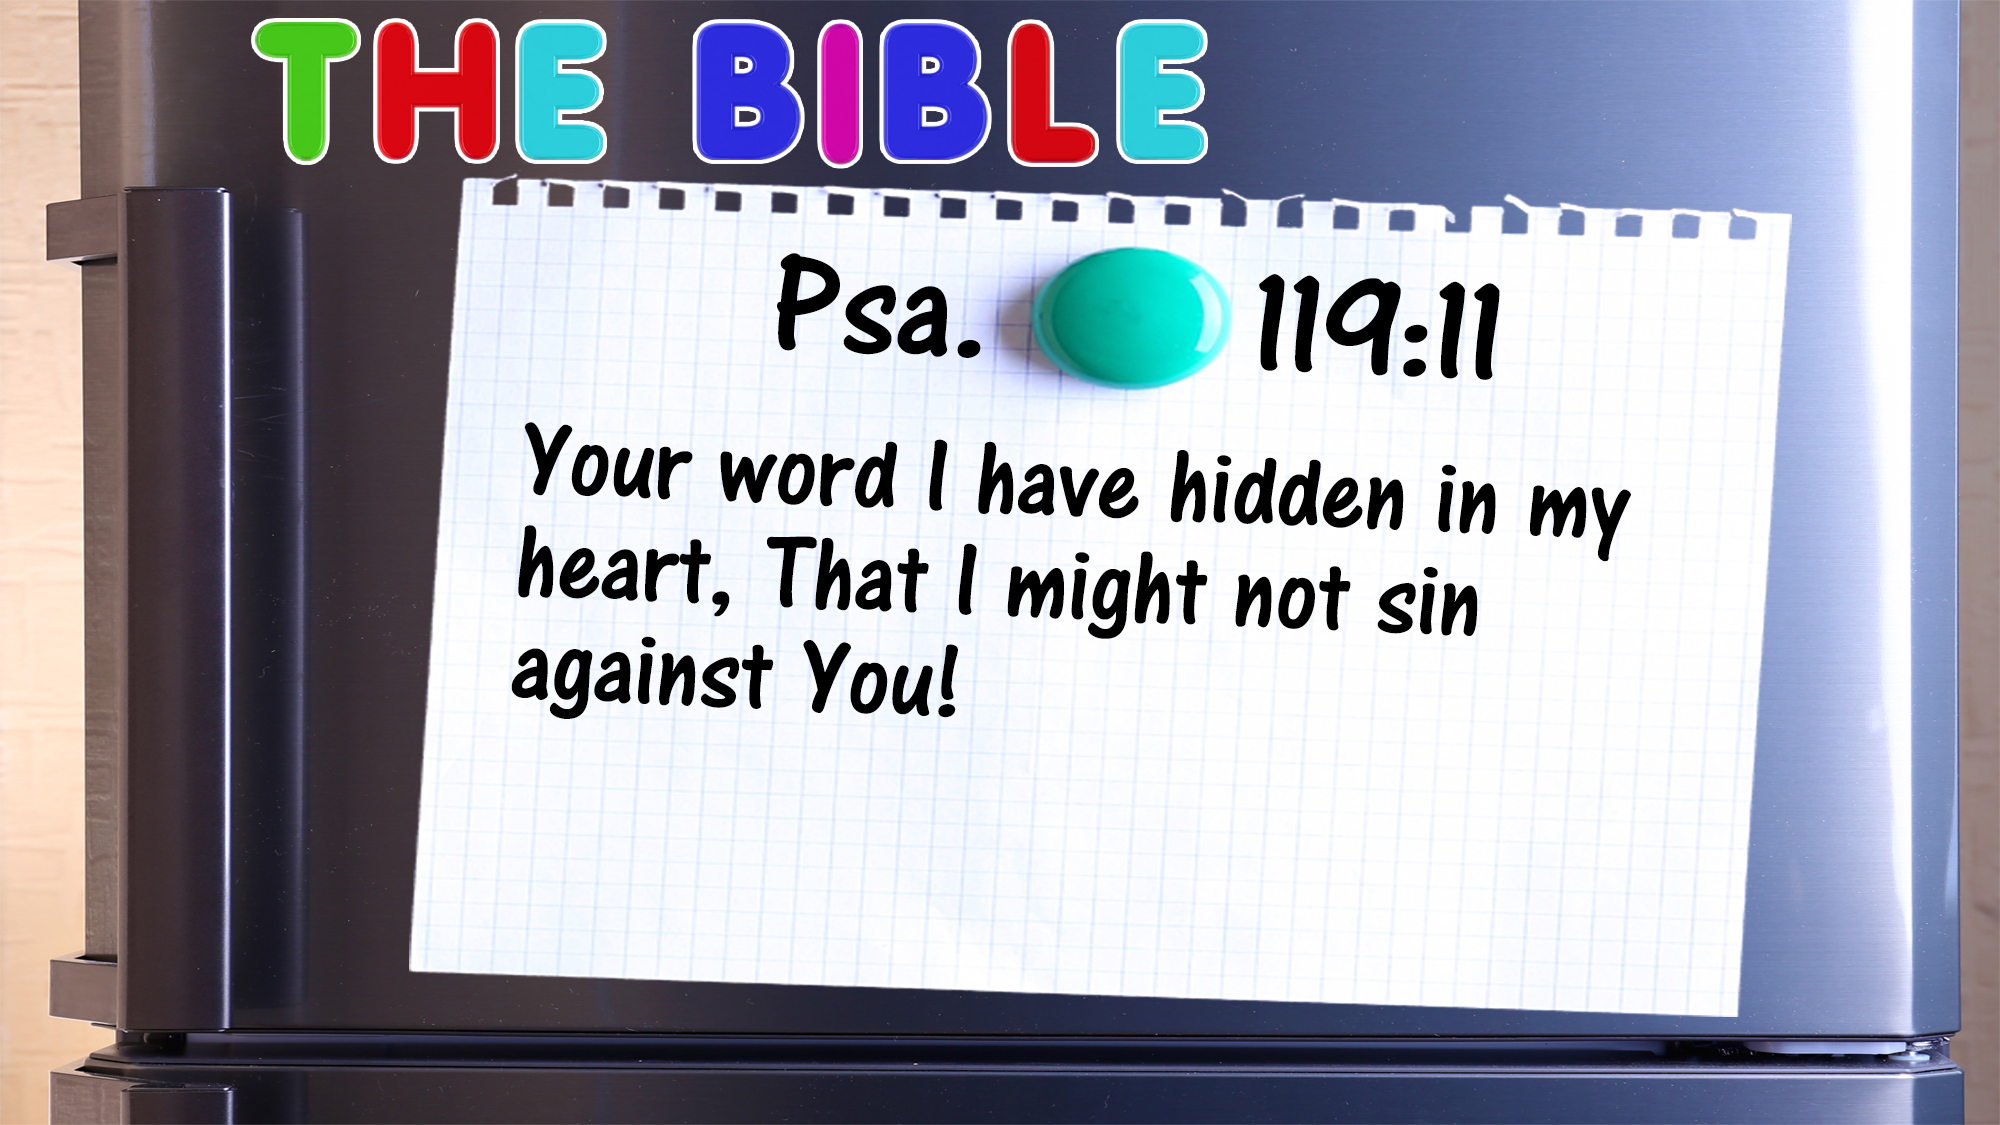 THE BIBLE
Psa. 119:11
Your word I have hidden in my
heart, That I might not sin
against You!